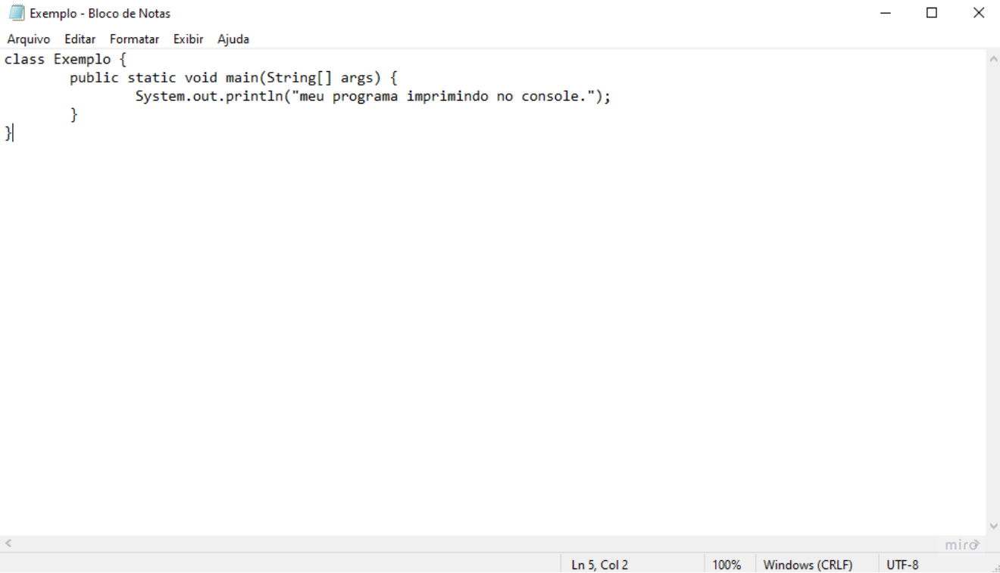 Exemplo - Bloco de Notas
Arquivo Editar Formatar Exibir Ajuda
class Exemplo {
        public static void main(String[] args) {
                System.out.println("meu programa imprimindo no console.");
        }
}
miro
Ln 5, Col 2 100% Windows (CRLF) UTF-8